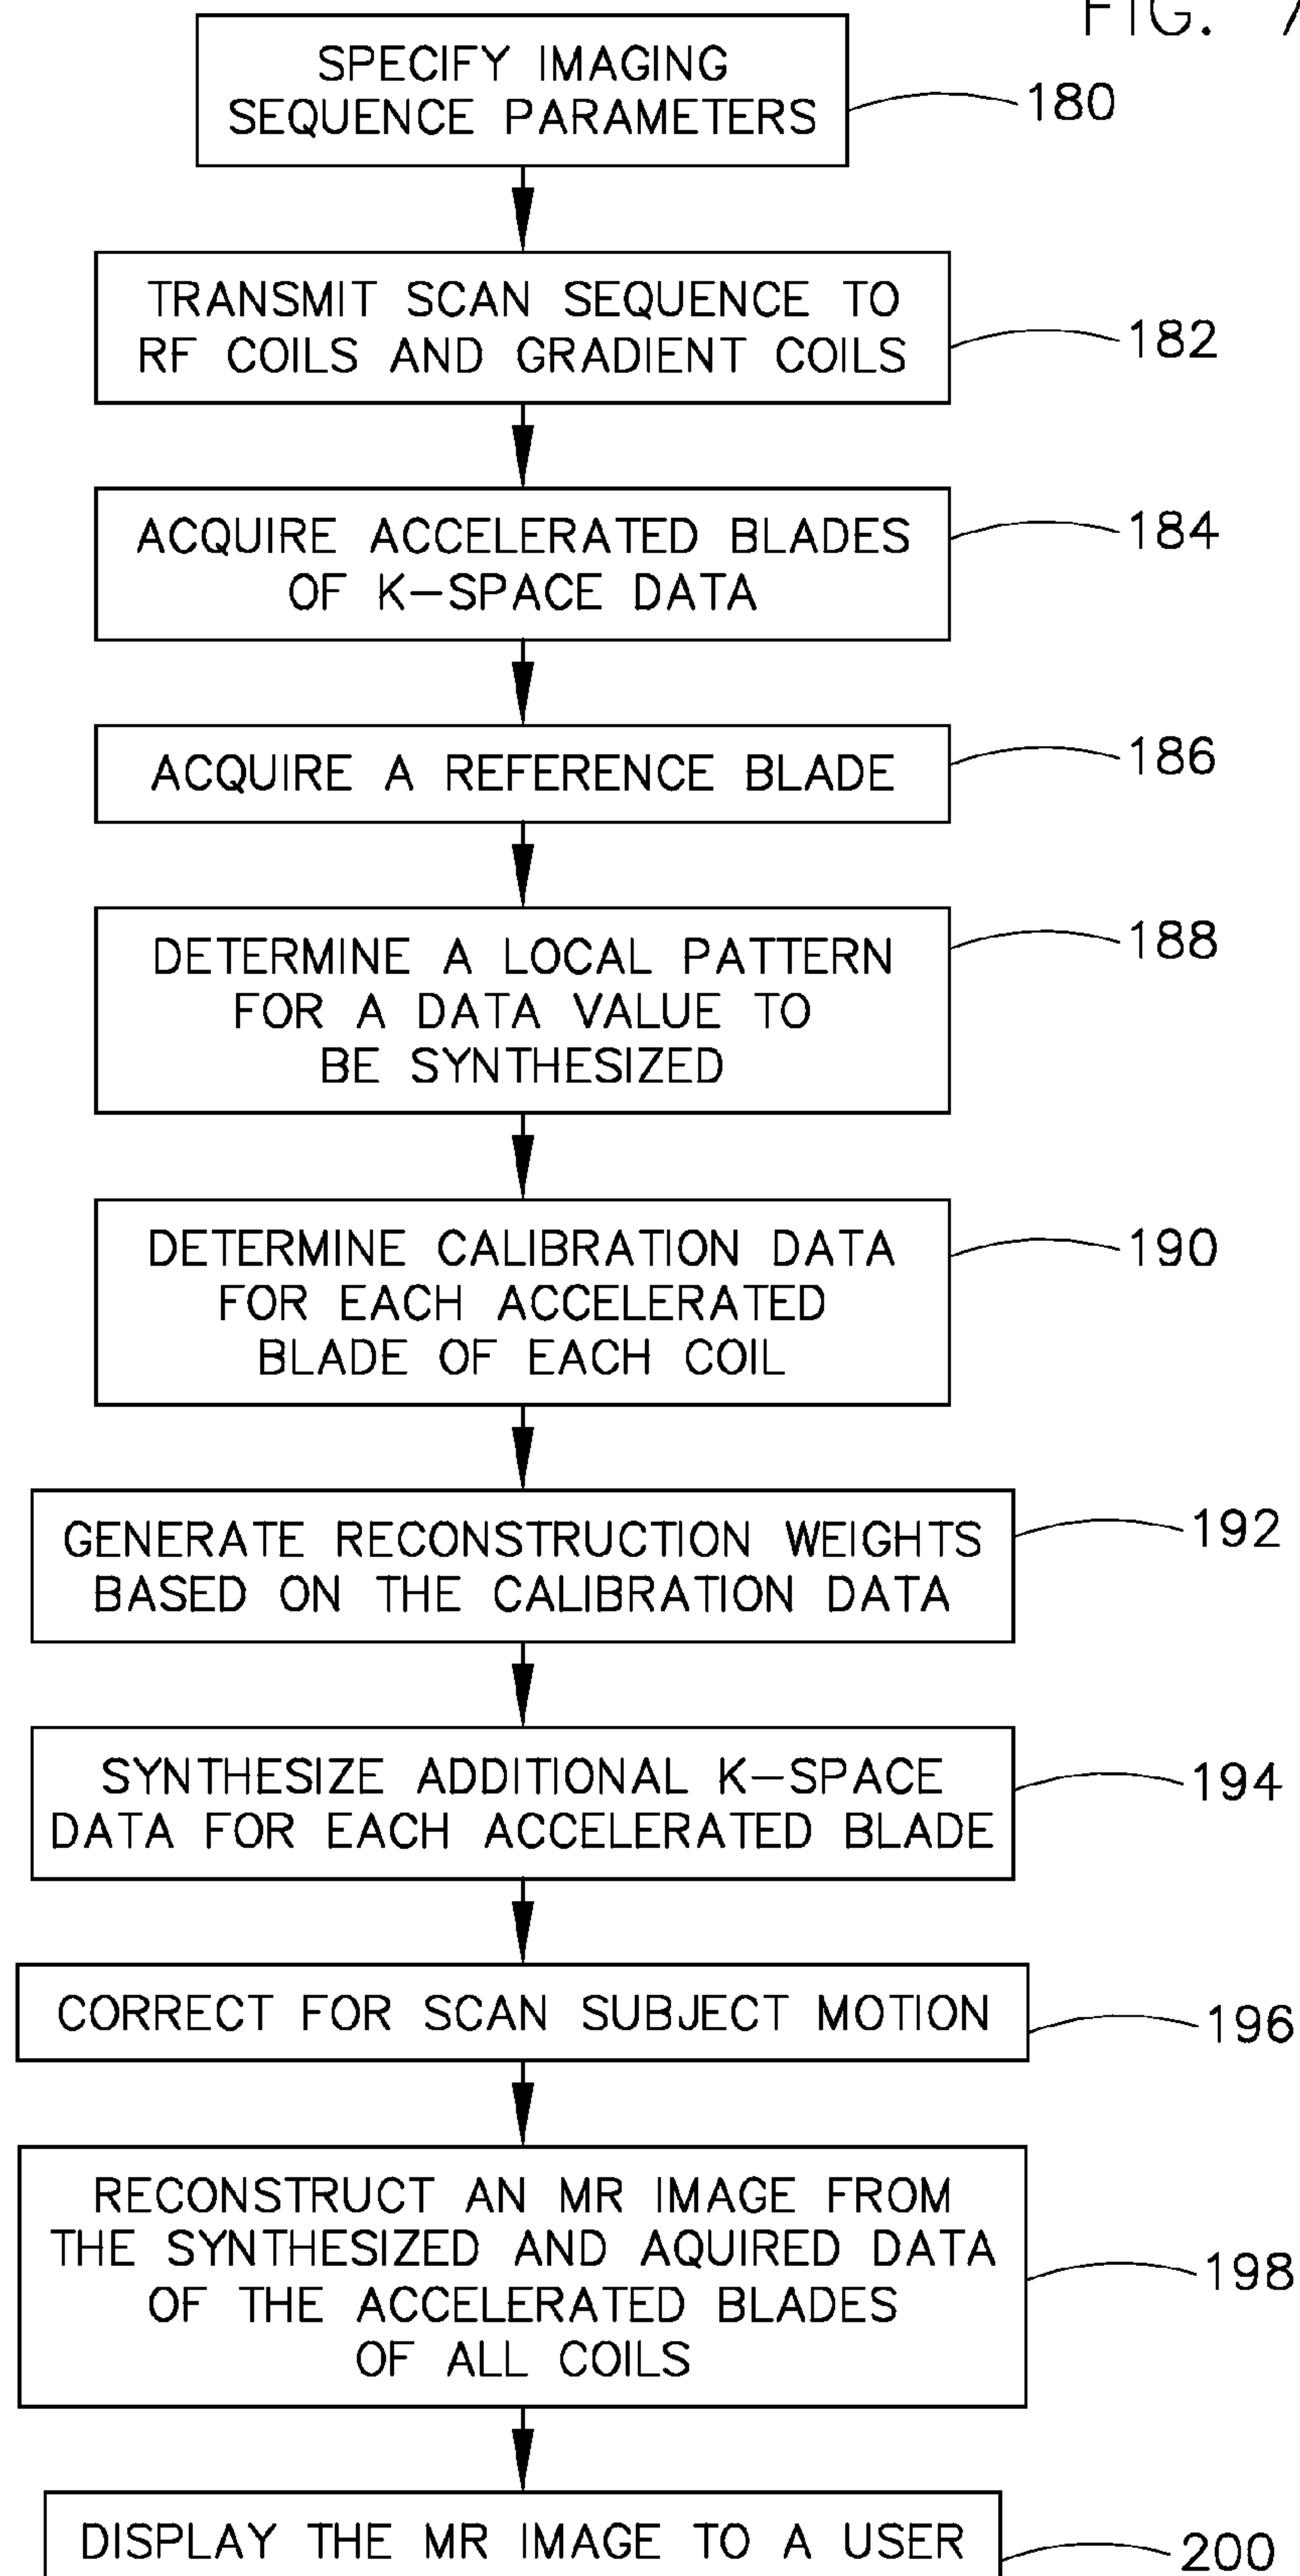 FIG. 7
SPECIFY IMAGING
SEQUENCE PARAMETERS
180
TRANSMIT SCAN SEQUENCE TO
RF COILS AND GRADIENT COILS
182
ACQUIRE ACCELERATED BLADES
OF K-SPACE DATA
184
ACQUIRE A REFERENCE BLADE
186
DETERMINE A LOCAL PATTERN
FOR A DATA VALUE TO
BE SYNTHESIZED
188
DETERMINE CALIBRATION DATA
FOR EACH ACCELERATED
BLADE OF EACH COIL
190
GENERATE RECONSTRUCTION WEIGHTS
BASED ON THE CALIBRATION DATA
192
SYNTHESIZE ADDITIONAL K-SPACE
DATA FOR EACH ACCELERATED BLADE
194
CORRECT FOR SCAN SUBJECT MOTION
196
RECONSTRUCT AN MR IMAGE FROM
THE SYNTHESIZED AND AQUIRED DATA
OF THE ACCELERATED BLADES
OF ALL COILS
198
DISPLAY THE MR IMAGE TO A USER
200